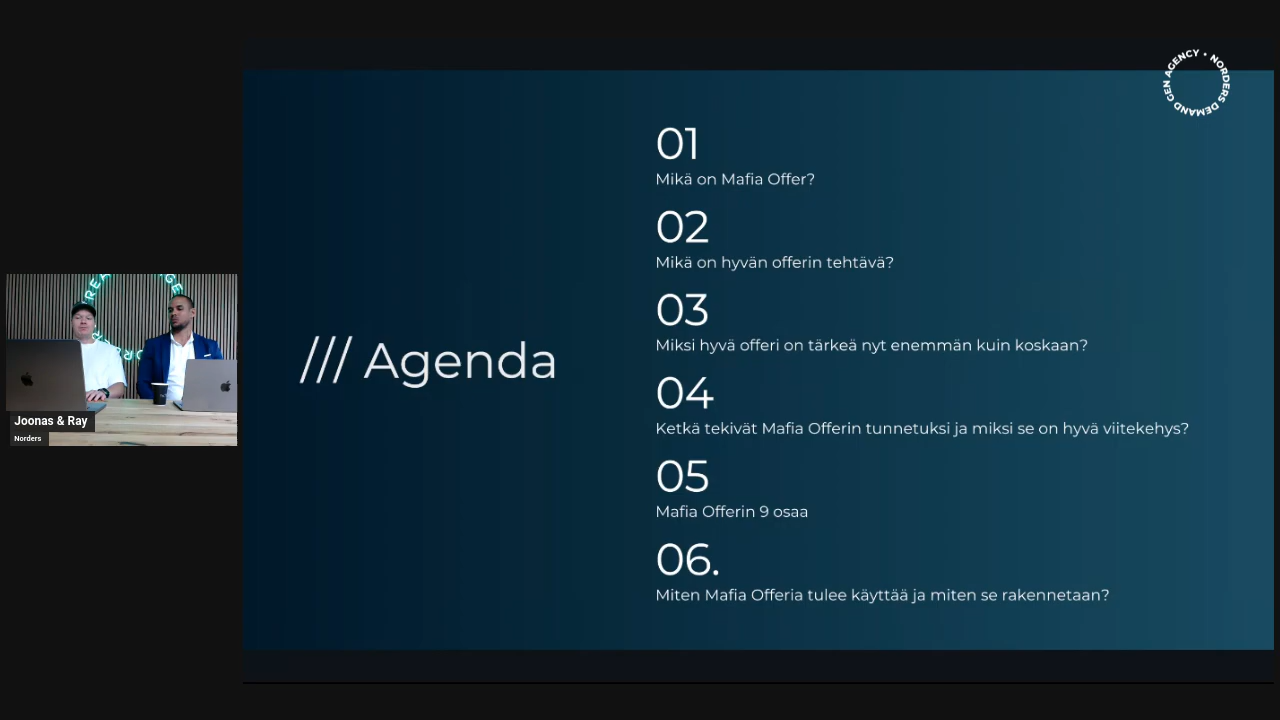 NORDERS DEMAND GEN AGENCY •
/// Agenda
01
Mikä on Mafia Offer?
02
Mikä on hyvän offerin tehtävä?
03
Miksi hyvä offeri on tärkeä nyt enemmän kuin koskaan?
04
Ketkä tekivät Mafia Offerin tunnetuksi ja miksi se on hyvä viitekehys?
05
Mafia Offerin 9 osaa
06.
Miten Mafia Offeria tulee käyttää ja miten se rakennetaan?
Joonas & Ray
Norders